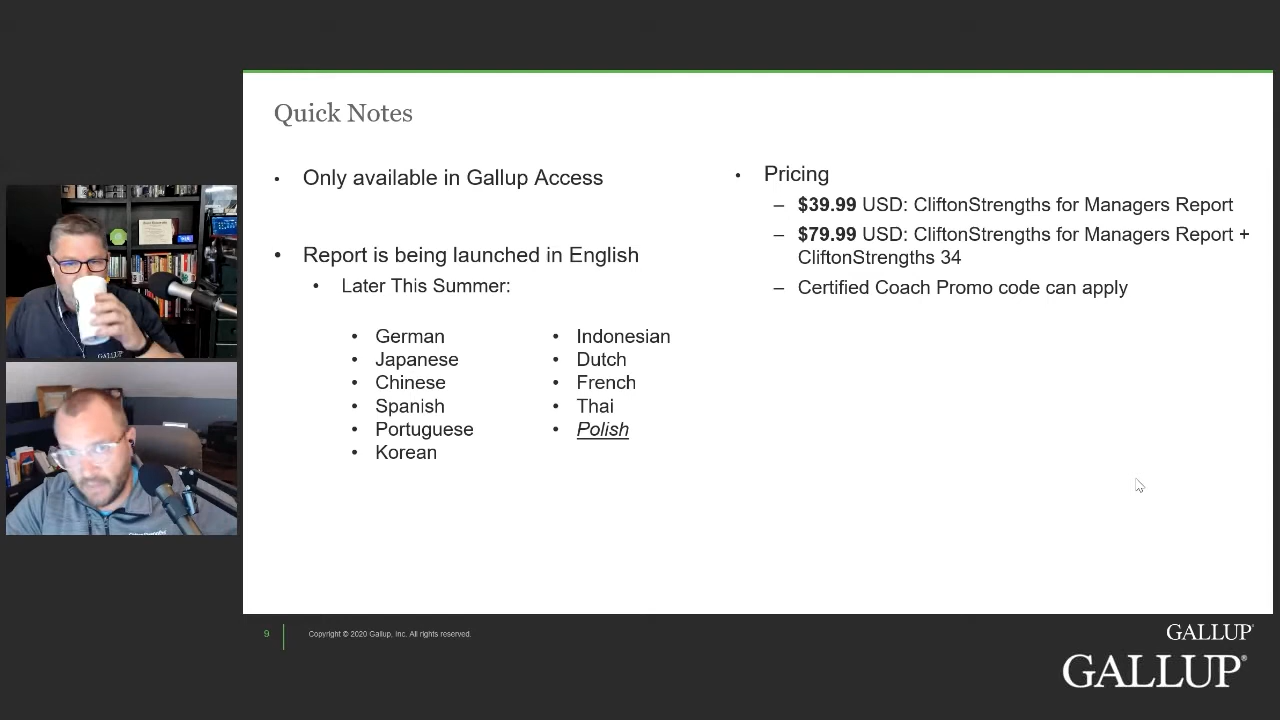 Quick Notes
• Only available in Gallup Access
• Report is being launched in English
• Later This Summer:
• German
• Japanese
• Chinese
• Spanish
• Portuguese
• Korean
• Indonesian
• Dutch
• French
• Thai
• Polish
• Pricing
– $39.99 USD: CliftonStrengths for Managers Report
– $79.99 USD: CliftonStrengths for Managers Report +
CliftonStrengths 34
– Certified Coach Promo code can apply
GALLUP
9
Copyright © 2020 Gallup, Inc. All rights reserved.
GALLUP®
GALLUP®